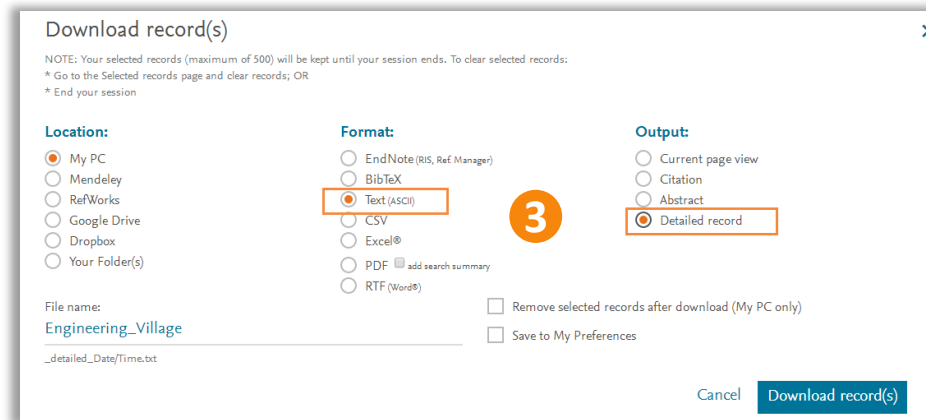 Download record(s)
NOTE: Your selected records (maximum of 500) will be kept until your session ends. To clear selected records:
* Go to the Selected records page and clear records; OR
* End your session
Location:
My PC
Mendeley
RefWorks
Google Drive
Dropbox
Your Folder(s)
Format:
EndNote (RIS, Ref. Manager)
BibTeX
Text (ASCII)
CSV
Excel®
PDF add search summary
RTF (Word®)
3
Output:
Current page view
Citation
Abstract
Detailed record
File name:
Engineering_Village
_detailed_Date/Time.txt
Remove selected records after download (My PC only)
Save to My Preferences
Cancel
Download record(s)